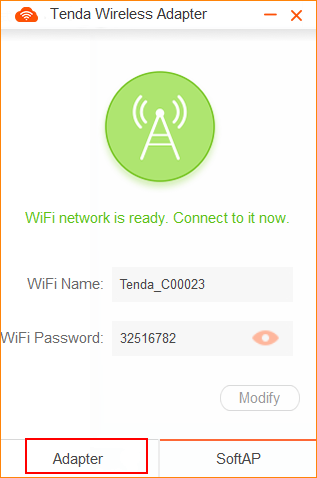 Tenda Wireless Adapter
WiFi network is ready. Connect to it now.
WiFi Name: Tenda_C00023
WiFi Password: 32516782
Modify
Adapter SoftAP